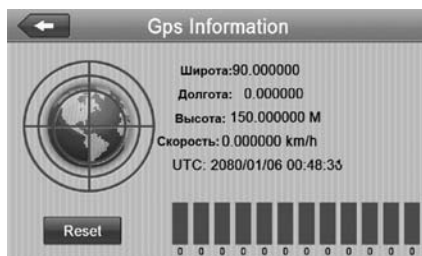 Gps Information
Широта:90.000000
Долгота: 0.000000
Высота: 150.000000 М
Скорость:0.000000 km/h
UTC: 2080/01/06 00:48:33
Reset
0 0 0 0 0 0 0 0 0 0 0 0